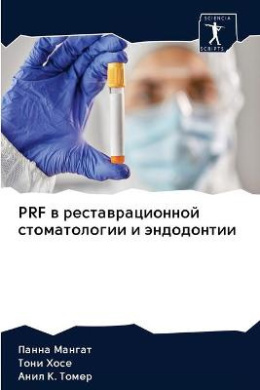 SCIENCIA
SCRIPTS
PRF в реставрационной
стоматологии и эндодонтии
Панна Мангат
Тони Хосе
Анил К. Томер